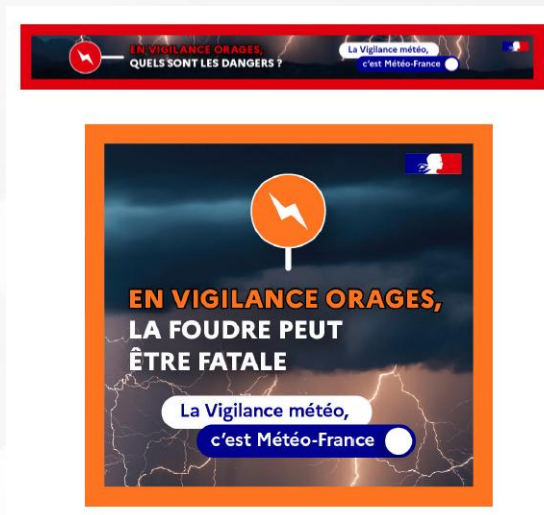 EN VIGILANCE ORAGES,
QUELS SONT LES DANGERS ?
La Vigilance météo,
c'est Météo-France
EN VIGILANCE ORAGES,
LA FOUDRE PEUT
ÊTRE FATALE
La Vigilance météo,
c'est Météo-France